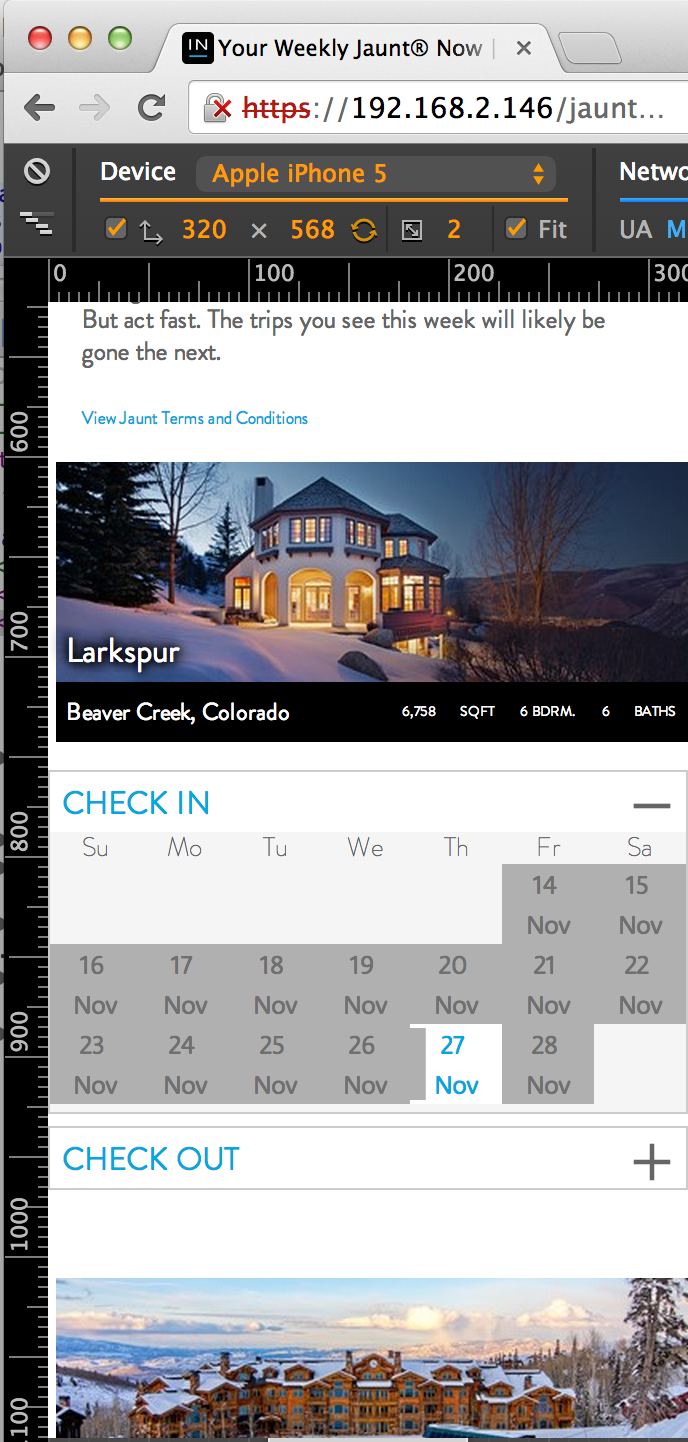 IN Your Weekly Jaunt® Now
https://192.168.2.146/jaunt...
Device Apple iPhone 5
320 × 568 2 Fit UA M
0 100 200 300
But act fast. The trips you see this week will likely be
gone the next.
View Jaunt Terms and Conditions
600
700
Larkspur
Beaver Creek, Colorado 6,758 SQFT 6 BDRM. 6 BATHS
CHECK IN
800
Su Mo Tu We Th Fr Sa
14 15
Nov Nov
16 17 18 19 20 21 22
Nov Nov Nov Nov Nov Nov Nov
900
23 24 25 26 27 28
Nov Nov Nov Nov Nov Nov
CHECK OUT
1000
1100